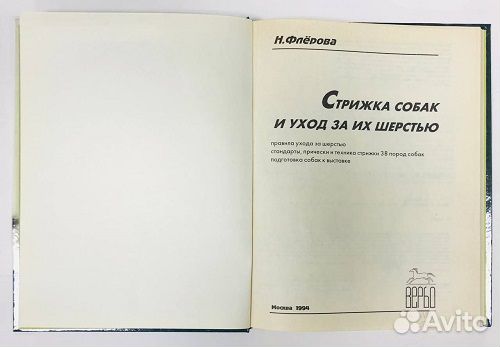 Н. Флёрова
СТРИЖКА СОБАК
И УХОД ЗА ИХ ШЕРСТЬЮ
правила ухода за шерстью
стандарты, прически и техника стрижки 38 пород собак
подготовка собак к выставке
ВЕРБО
Москва 1994
Avito